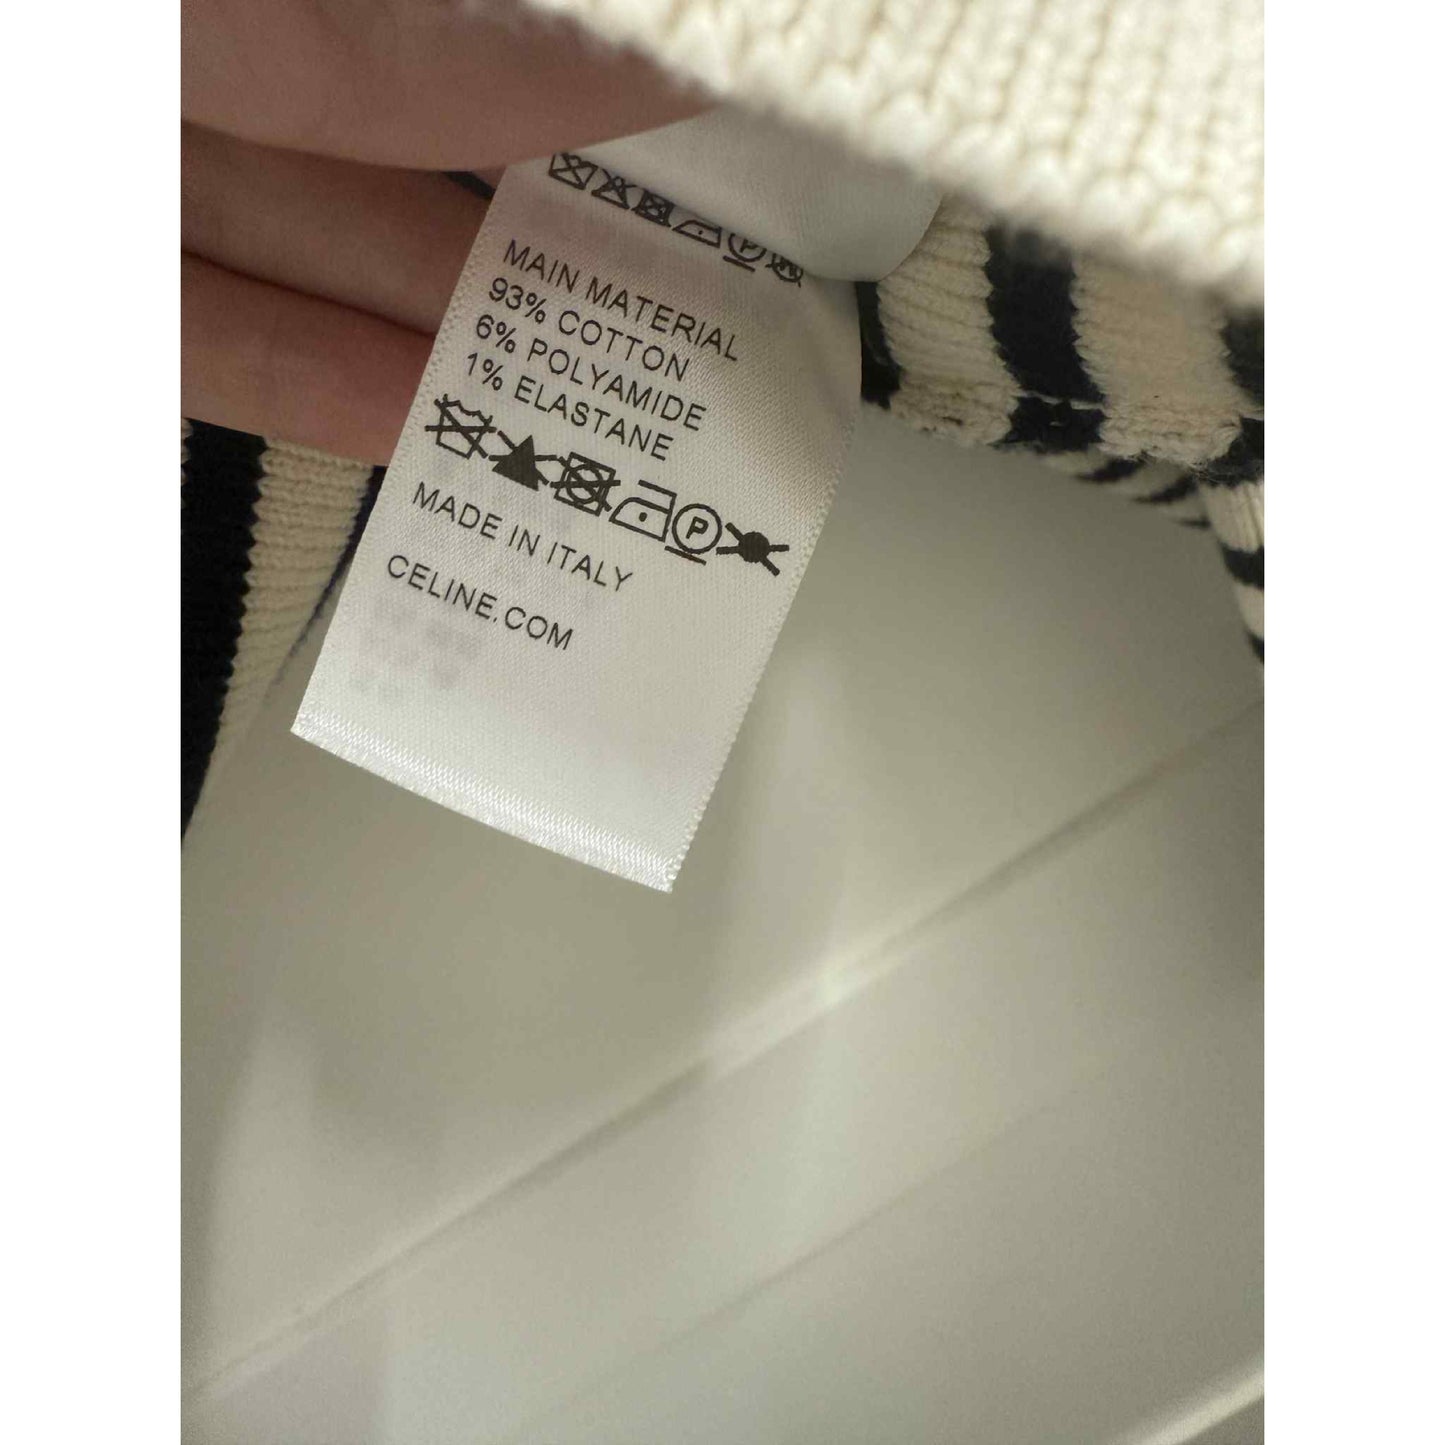 MAIN MATERIAL
93% COTTON
6% POLYAMIDE
1% ELASTANE
P
MADE IN ITALY
CELINE.COM